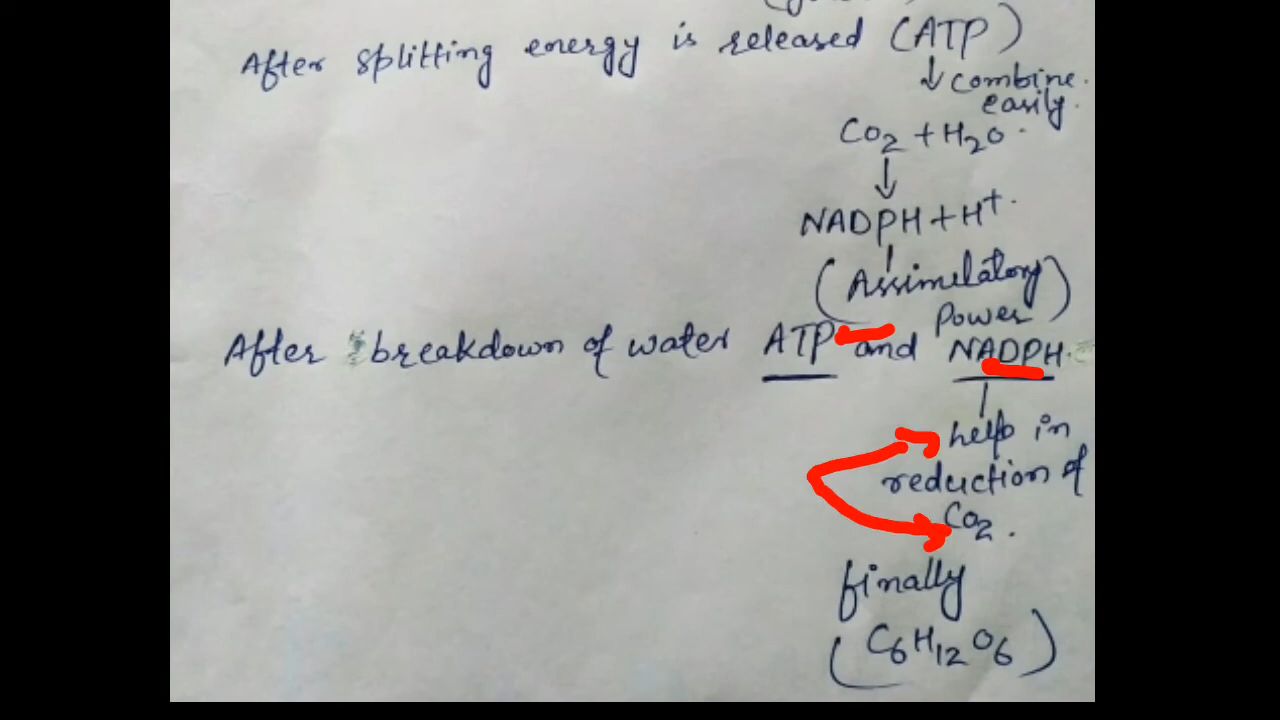 After splitting energy is released (ATP)
↓ combine
easily.
Co2 + H2O.
↓
NADPH + H+.
(Assimelatory)
Power
After breakdown of water ATP and NADPH.
help in
reduction of
Co2.
finally
(C6H12O6)